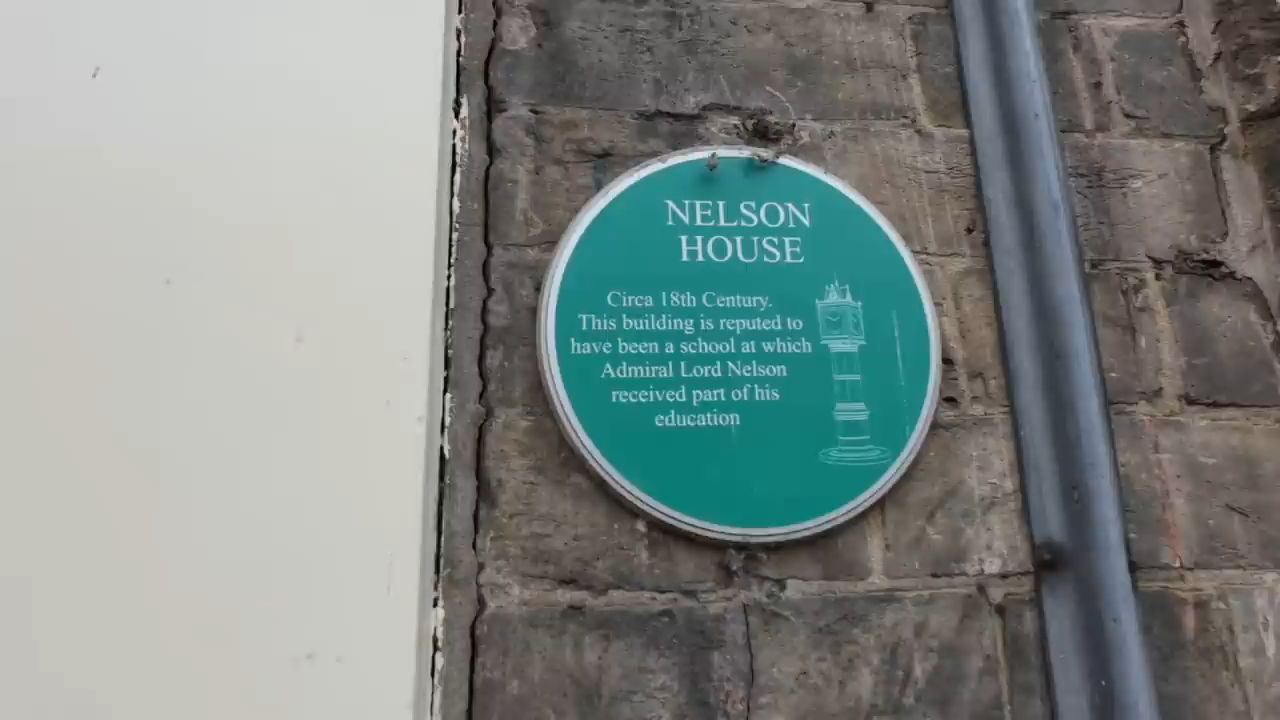 NELSON
HOUSE
Circa 18th Century.
This building is reputed to
have been a school at which
Admiral Lord Nelson
received part of his
education